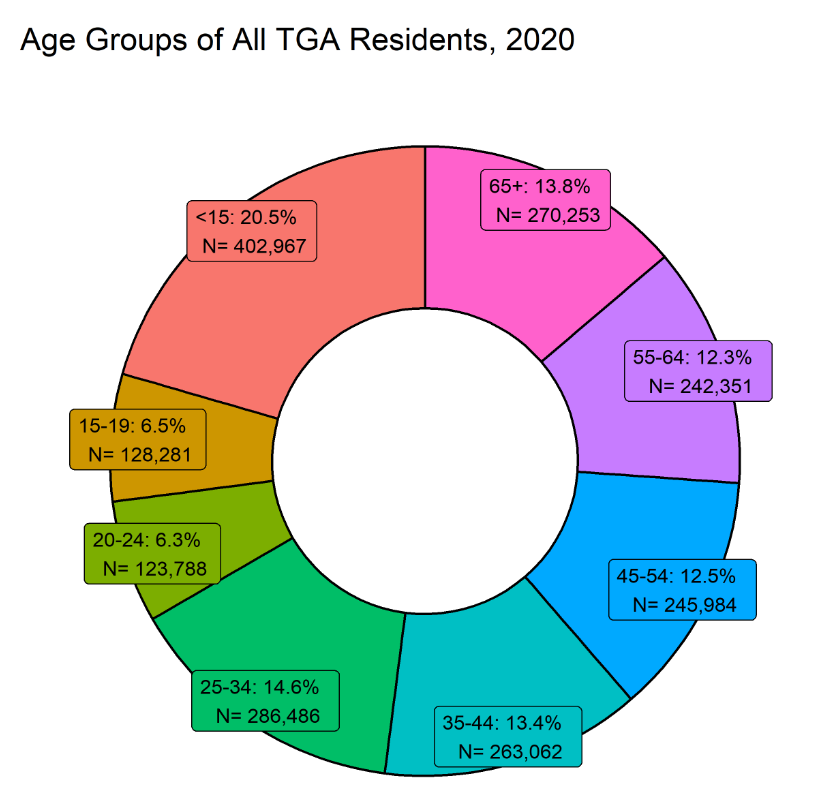 Age Groups of All TGA Residents, 2020
65+: 13.8%
N= 270,253
<15: 20.5%
N= 402,967
55-64: 12.3%
N= 242,351
15-19: 6.5%
N= 128,281
20-24: 6.3%
N= 123,788
45-54: 12.5%
N= 245,984
25-34: 14.6%
N= 286,486
35-44: 13.4%
N= 263,062